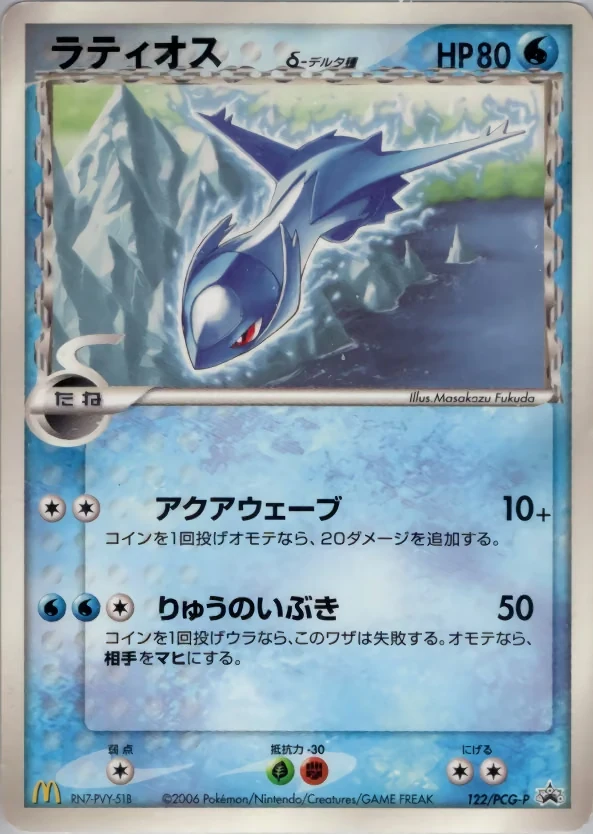 ラティオス δ-デルタ種 HP80
たね
Illus. Masakazu Fukuda
アクアウェーブ 10+
コインを1回投げオモテなら、20ダメージを追加する。
りゅうのいぶき 50
コインを1回投げウラなら、このワザは失敗する。オモテなら、
相手をマヒにする。
弱点 抵抗力 -30 にげる
RN7-PVY-51B ©2006 Pokémon/Nintendo/Creatures/GAME FREAK 122/PCG-P